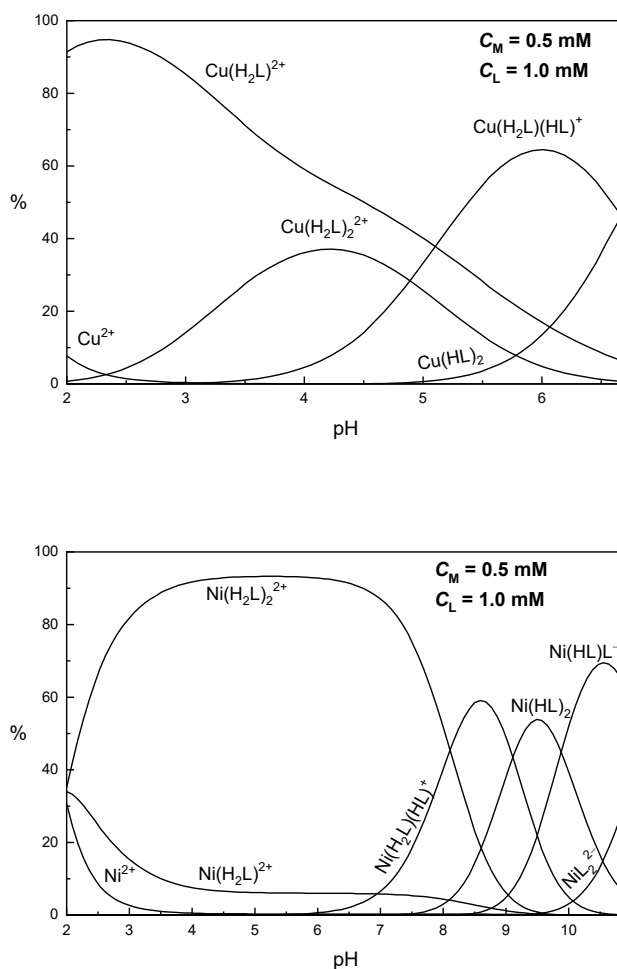 100
C_M = 0.5 mM
C_L = 1.0 mM
Cu(H₂L)²⁺
80
Cu(H₂L)(HL)⁺
60
%
Cu(H₂L)₂²⁺
40
20
Cu²⁺
Cu(HL)₂
0
2 3 4 5 6
pH
100
C_M = 0.5 mM
C_L = 1.0 mM
Ni(H₂L)₂²⁺
80
Ni(HL)L⁻
Ni(HL)₂
60
%
40
Ni(H₂L)(HL)⁺
20
Ni²⁺
Ni(H₂L)²⁺
NiL₂²⁻
0
2 3 4 5 6 7 8 9 10
pH